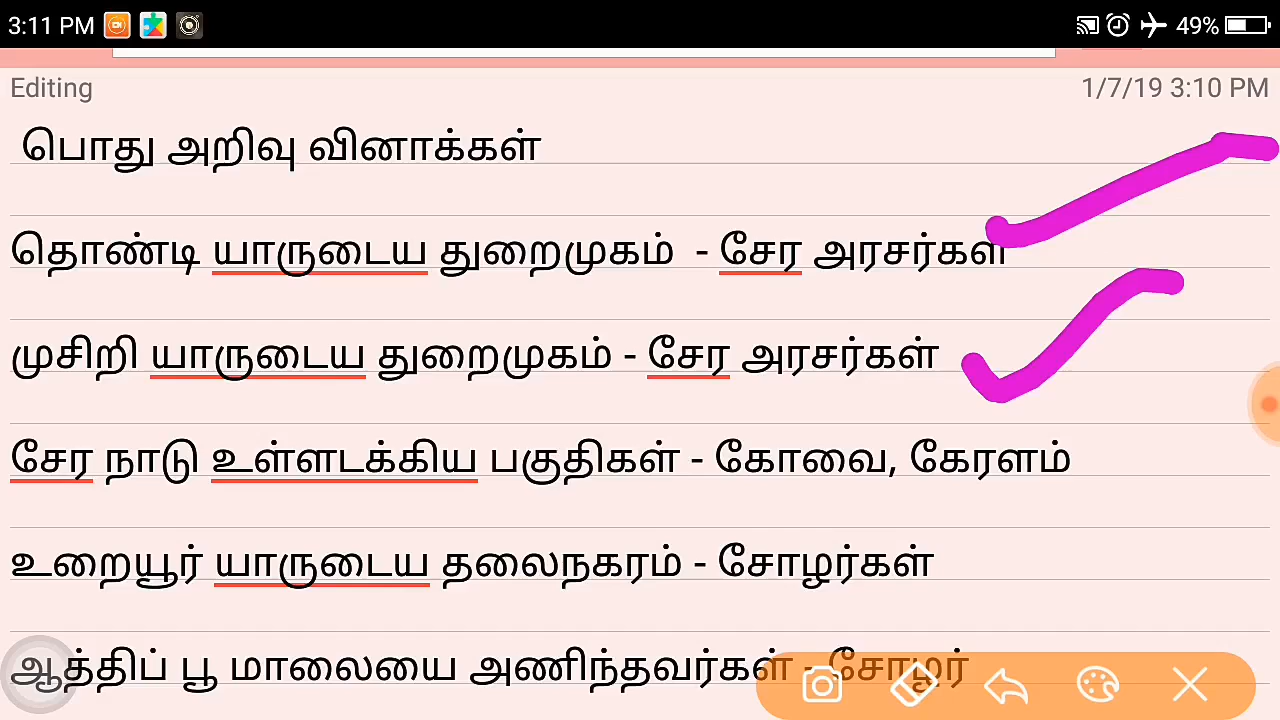 3:11 PM 49%
Editing 1/7/19 3:10 PM
பொது அறிவு வினாக்கள்
தொண்டி யாருடைய துறைமுகம் - சேர அரசர்கள்
முசிறி யாருடைய துறைமுகம் - சேர அரசர்கள்
சேர நாடு உள்ளடக்கிய பகுதிகள் - கோவை, கேரளம்
உறையூர் யாருடைய தலைநகரம் - சோழர்கள்
ஆத்திப் பூ மாலையை அணிந்தவர்கள் - சோழர்